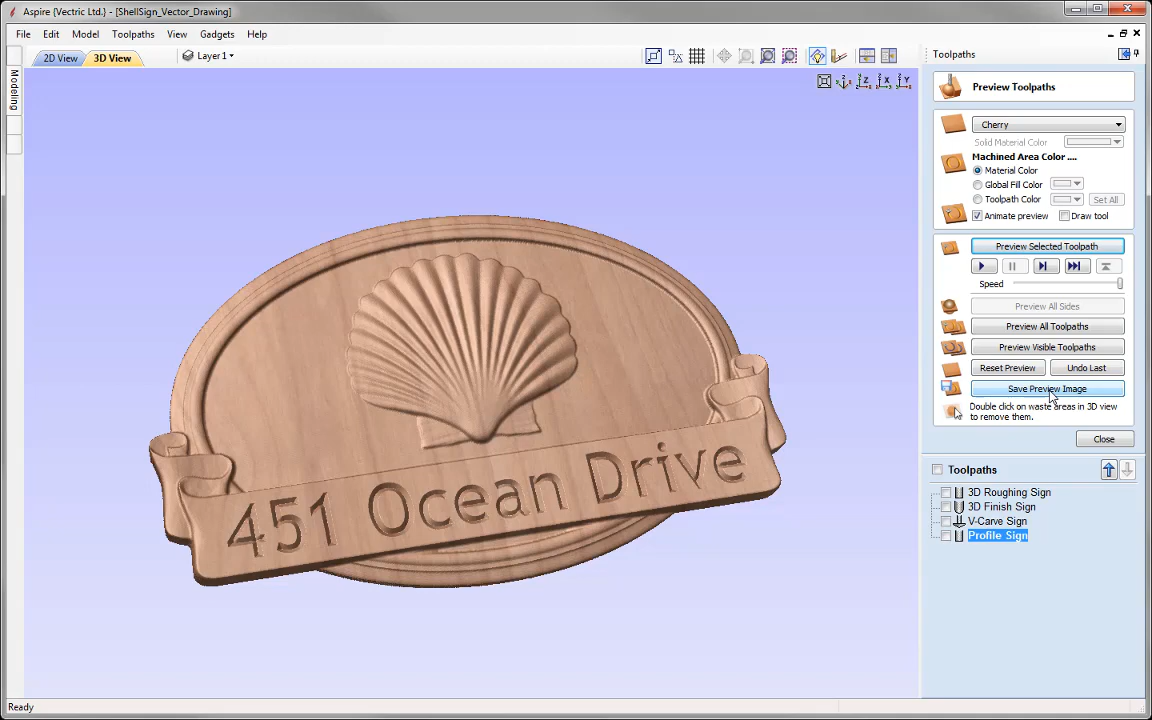 Aspire {Vectric Ltd.} - [ShellSign_Vector_Drawing]
File Edit Model Toolpaths View Gadgets Help
2D View 3D View Layer 1
Modeling
451 Ocean Drive
Toolpaths
Preview Toolpaths
Cherry
Solid Material Color
Machined Area Color ....
Material Color
Global Fill Color
Toolpath Color Set All
Animate preview Draw tool
Preview Selected Toolpath
Speed
Preview All Sides
Preview All Toolpaths
Preview Visible Toolpaths
Reset Preview Undo Last
Save Preview Image
Double click on waste areas in 3D view
to remove them.
Close
Toolpaths
3D Roughing Sign
3D Finish Sign
V-Carve Sign
Profile Sign
Ready